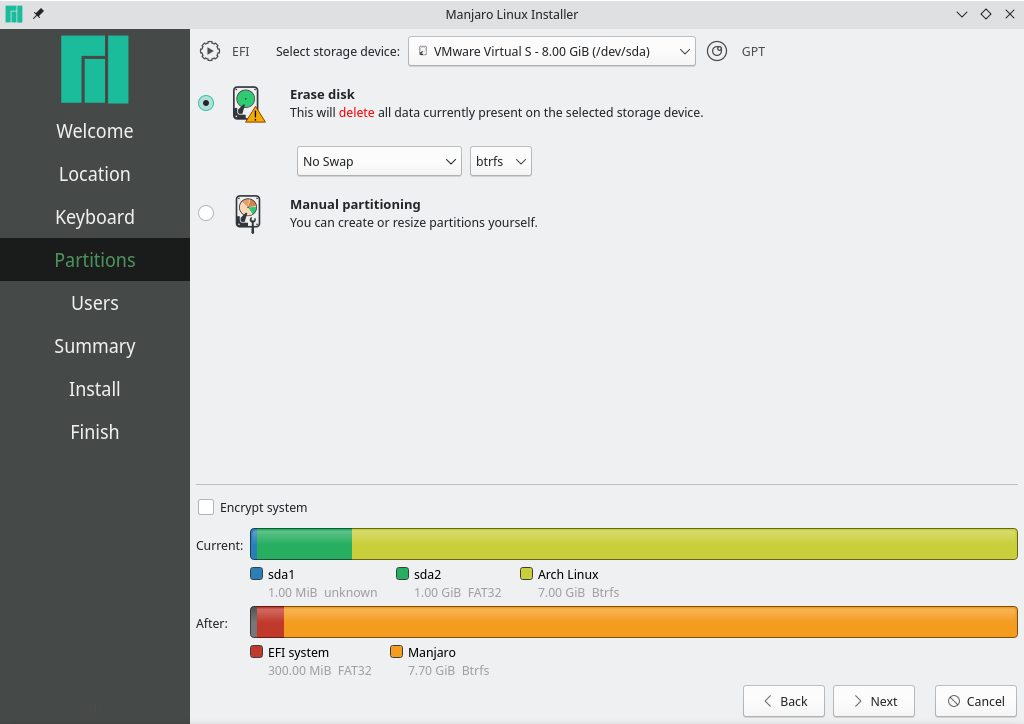 Manjaro Linux Installer
Welcome
Location
Keyboard
Partitions
Users
Summary
Install
Finish
EFI Select storage device: VMware Virtual S - 8.00 GiB (/dev/sda) GPT
Erase disk
This will delete all data currently present on the selected storage device.
No Swap btrfs
Manual partitioning
You can create or resize partitions yourself.
Encrypt system
Current:
sda1 sda2 Arch Linux
1.00 MiB unknown 1.00 GiB FAT32 7.00 GiB Btrfs
After:
EFI system Manjaro
300.00 MiB FAT32 7.70 GiB Btrfs
Back Next Cancel